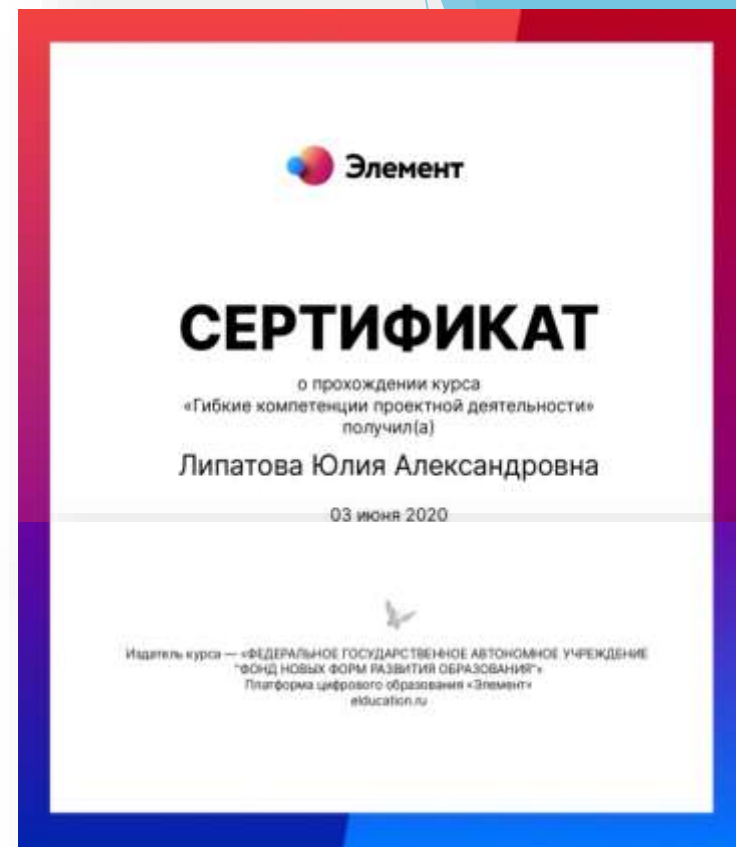 Элемент
СЕРТИФИКАТ
о прохождении курса
«Гибкие компетенции проектной деятельности»
получил(а)
Липатова Юлия Александровна
03 июня 2020
Издатель курса — «ФЕДЕРАЛЬНОЕ ГОСУДАРСТВЕННОЕ АВТОНОМНОЕ УЧРЕЖДЕНИЕ
"ФОНД НОВЫХ ФОРМ РАЗВИТИЯ ОБРАЗОВАНИЯ"»
Платформа цифрового образования «Элемент»
elducation.ru